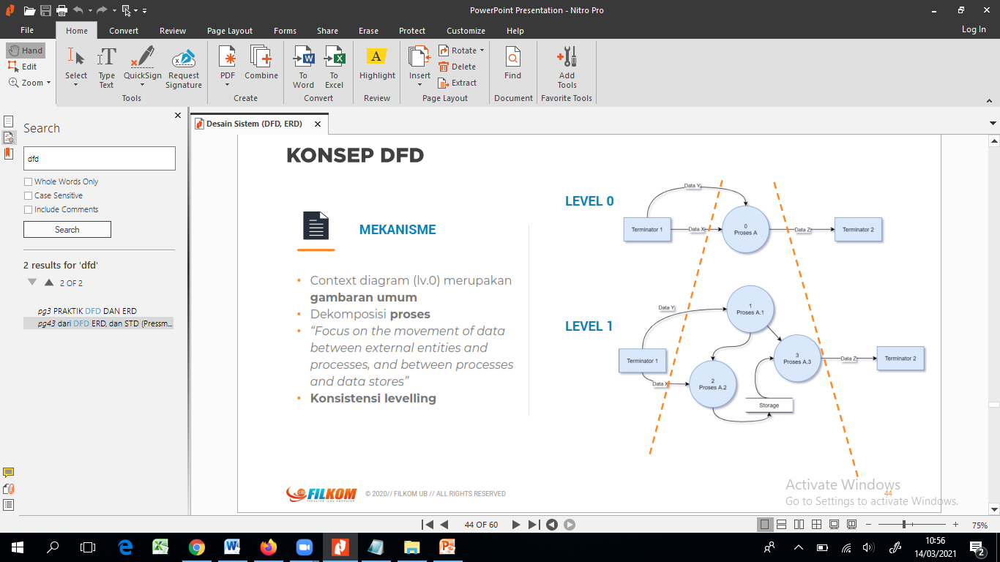 PowerPoint Presentation - Nitro Pro
File
Home
Convert
Review
Page Layout
Forms
Share
Erase
Protect
Customize
Help
Log In
Hand
Edit
Zoom
Select
Type
Text
QuickSign
Request
Signature
Tools
PDF
Combine
Create
To
Word
To
Excel
Convert
Highlight
Review
Insert
Rotate
Delete
Extract
Page Layout
Find
Document
Add
Tools
Favorite Tools
Search
dfd
Whole Words Only
Case Sensitive
Include Comments
Search
2 results for 'dfd'
2 OF 2
pg3 PRAKTIK DFD DAN ERD
pg43 dari DFD ERD, dan STD (Pressm...
Desain Sistem (DFD, ERD)
KONSEP DFD
MEKANISME
• Context diagram (lv.0) merupakan
gambaran umum
• Dekomposisi proses
• “Focus on the movement of data
between external entities and
processes, and between processes
and data stores”
• Konsistensi levelling
LEVEL 0
Data Y
Terminator 1
Data X
0
Proses A
Data Z
Terminator 2
LEVEL 1
Data Y
1
Proses A.1
Terminator 1
Data X
2
Proses A.2
3
Proses A.3
Data Z
Terminator 2
Storage
FILKOM
© 2020// FILKOM UB // ALL RIGHTS RESERVED
44
Activate Windows
Go to Settings to activate Windows.
44 OF 60
75%
10:56
14/03/2021
2